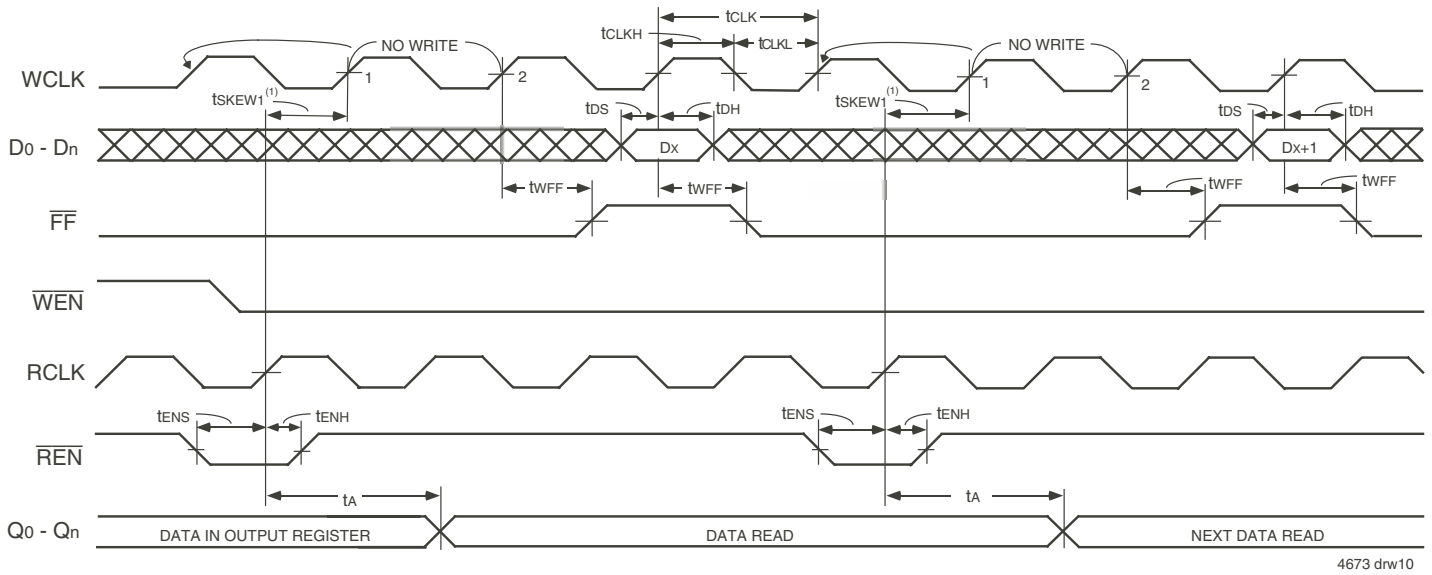 tCLK
tCLKH tCLKL
NO WRITE NO WRITE
WCLK 1 2 1 2
tSKEW1(1) tDS tDH tSKEW1(1) tDS tDH
D0 - Dn DX DX+1
tWFF tWFF tWFF tWFF
FF
WEN
RCLK
tENS tENH tENS tENH
REN
tA tA
Q0 - Qn DATA IN OUTPUT REGISTER DATA READ NEXT DATA READ
4673 drw10